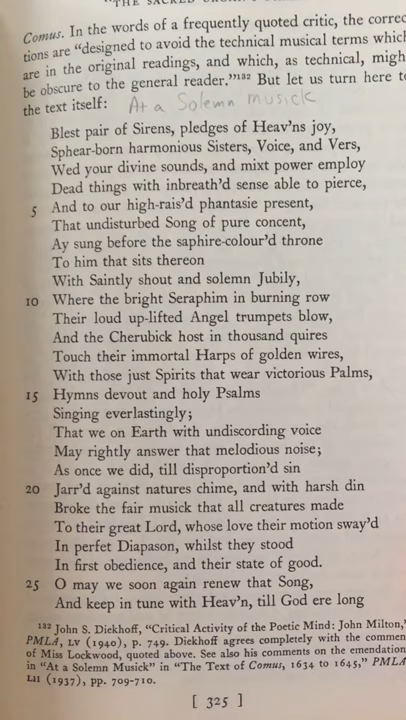 "THE SACRED
Comus. In the words of a frequently quoted critic, the correc
tions are "designed to avoid the technical musical terms whic
are in the original readings, and which, as technical, migh
be obscure to the general reader."¹³² But let us turn here to
the text itself: At a Solemn musick
Blest pair of Sirens, pledges of Heav'ns joy,
Sphear-born harmonious Sisters, Voice, and Vers,
Wed your divine sounds, and mixt power employ
Dead things with inbreath'd sense able to pierce,
5 And to our high-rais'd phantasie present,
That undisturbed Song of pure concent,
Ay sung before the saphire-colour'd throne
To him that sits thereon
With Saintly shout and solemn Jubily,
10 Where the bright Seraphim in burning row
Their loud up-lifted Angel trumpets blow,
And the Cherubick host in thousand quires
Touch their immortal Harps of golden wires,
With those just Spirits that wear victorious Palms,
15 Hymns devout and holy Psalms
Singing everlastingly;
That we on Earth with undiscording voice
May rightly answer that melodious noise;
As once we did, till disproportion'd sin
20 Jarr'd against natures chime, and with harsh din
Broke the fair musick that all creatures made
To their great Lord, whose love their motion sway'd
In perfet Diapason, whilst they stood
In first obedience, and their state of good.
25 O may we soon again renew that Song,
And keep in tune with Heav'n, till God ere long
¹³² John S. Diekhoff, "Critical Activity of the Poetic Mind: John Milton,"
PMLA, LV (1940), p. 749. Diekhoff agrees completely with the commen
of Miss Lockwood, quoted above. See also his comments on the emendation
in "At a Solemn Musick" in "The Text of Comus, 1634 to 1645," PMLA
LII (1937), pp. 709-710.
[ 325 ]